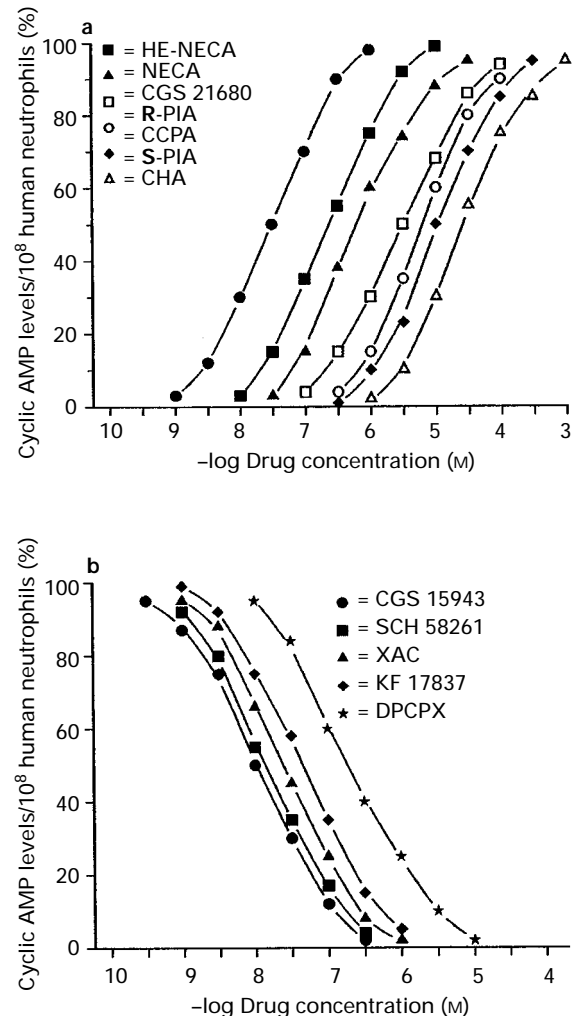 a
Cyclic AMP levels/10⁸ human neutrophils (%)
100
80
60
40
20
0
■ = HE-NECA
▲ = NECA
□ = CGS 21680
= R-PIA
○ = CCPA
◆ = S-PIA
△ = CHA
10 9 8 7 6 5 4 3
–log Drug concentration (M)
b
Cyclic AMP levels/10⁸ human neutrophils (%)
100
80
60
40
20
0
● = CGS 15943
■ = SCH 58261
▲ = XAC
◆ = KF 17837
★ = DPCPX
10 9 8 7 6 5 4
–log Drug concentration (M)